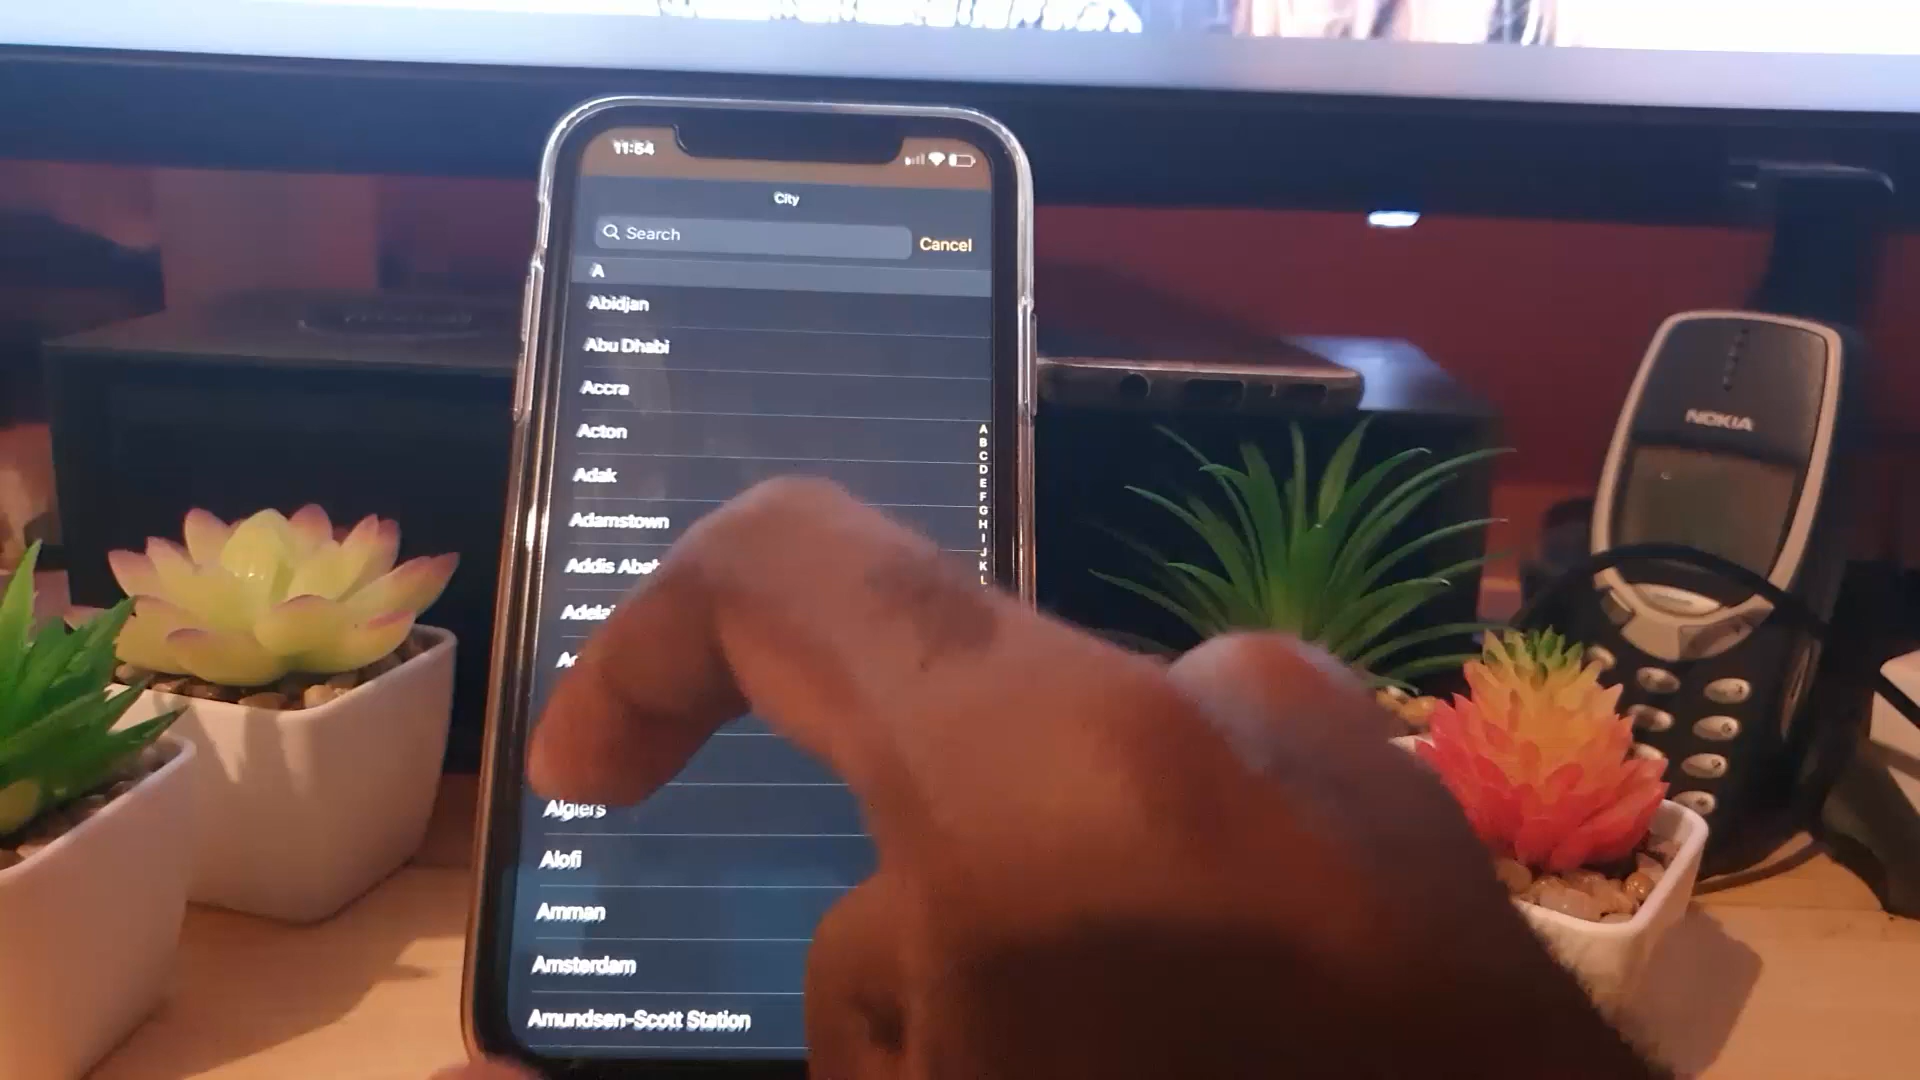 11:54
City
Search
Cancel
A
Abidjan
Abu Dhabi
Accra
Acton
Adak
Adamstown
Addis
Algiers
Alofi
Amman
Amsterdam
Amundsen-Scott Station
A
B
C
D
E
F
G
H
I
J
K
L
NOKIA